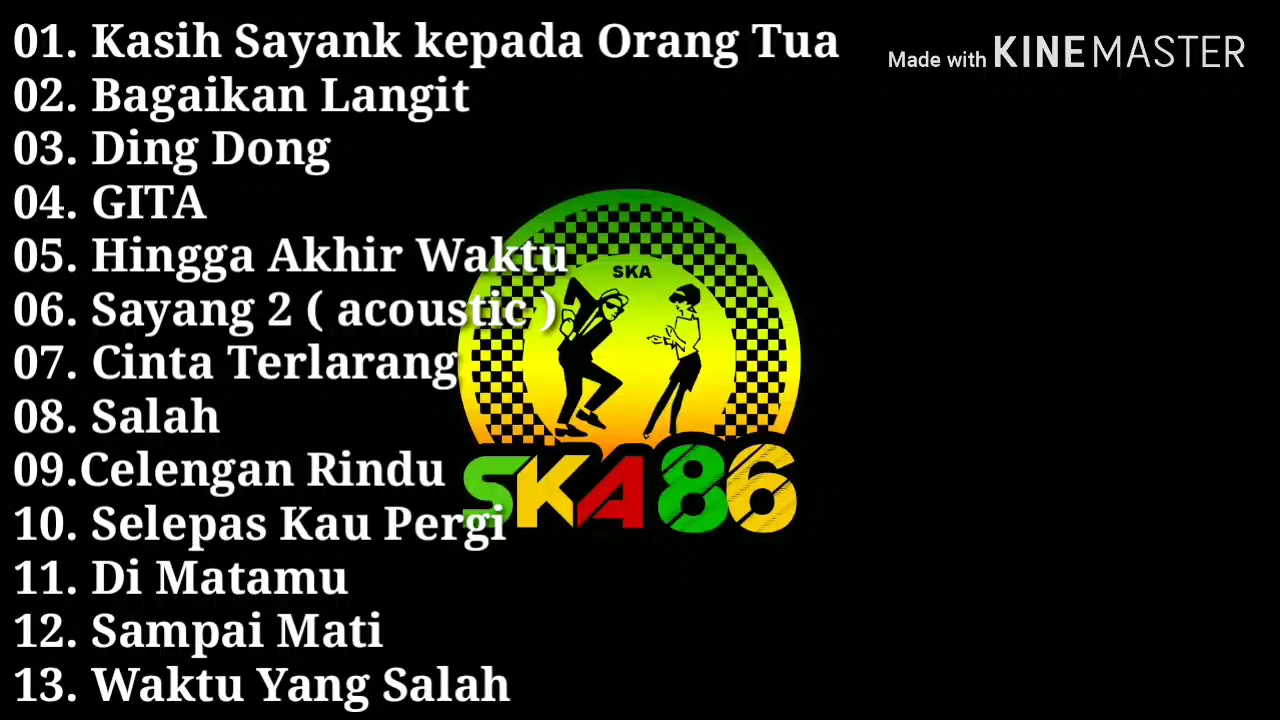 01. Kasih Sayank kepada Orang Tua
Made with KINEMASTER
02. Bagaikan Langit
03. Ding Dong
04. GITA
05. Hingga Akhir Waktu
06. Sayang 2 ( acoustic )
07. Cinta Terlarang
08. Salah
09.Celengan Rindu
10. Selepas Kau Pergi
11. Di Matamu
12. Sampai Mati
13. Waktu Yang Salah
SKA
SKA 86